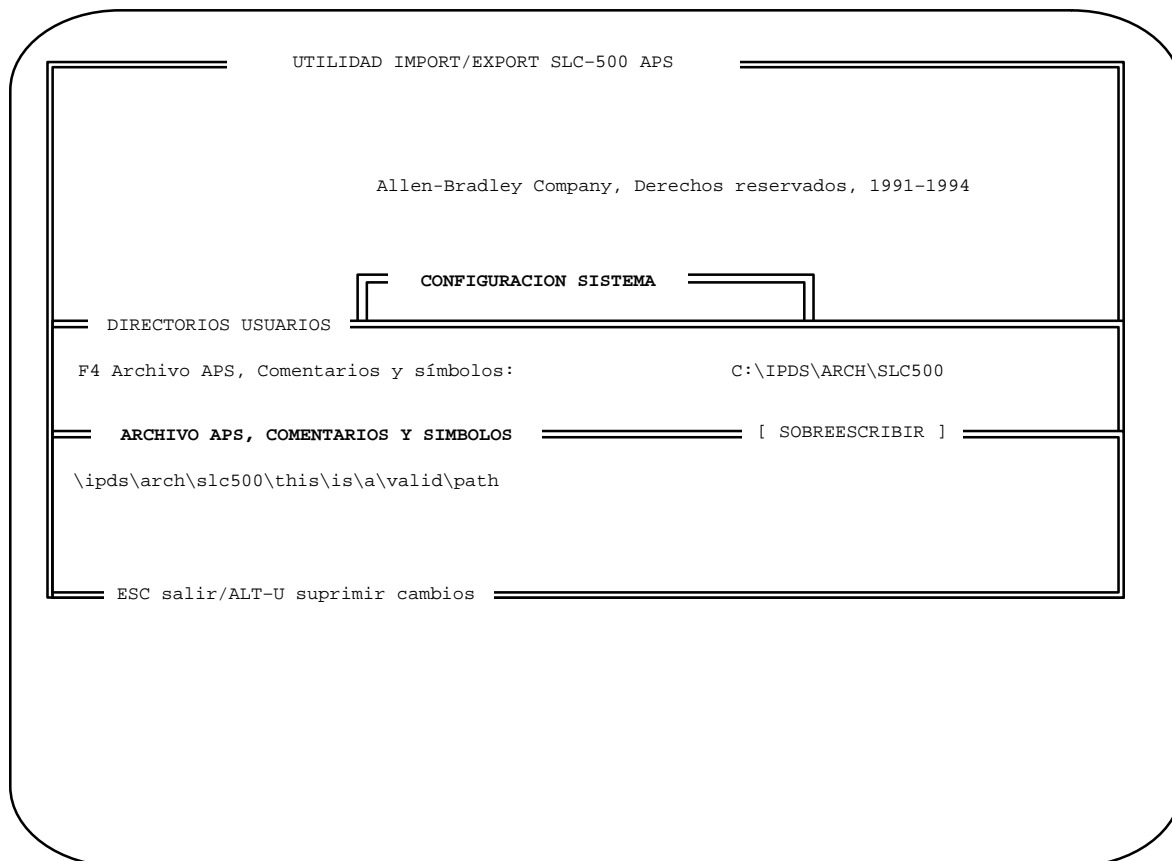 UTILIDAD IMPORT/EXPORT SLC-500 APS
Allen-Bradley Company, Derechos reservados, 1991-1994
CONFIGURACION SISTEMA
DIRECTORIOS USUARIOS
F4 Archivo APS, Comentarios y símbolos: C:\IPDS\ARCH\SLC500
ARCHIVO APS, COMENTARIOS Y SIMBOLOS [ SOBREESCRIBIR ]
\ipds\arch\slc500\this\is\a\valid\path
ESC salir/ALT-U suprimir cambios